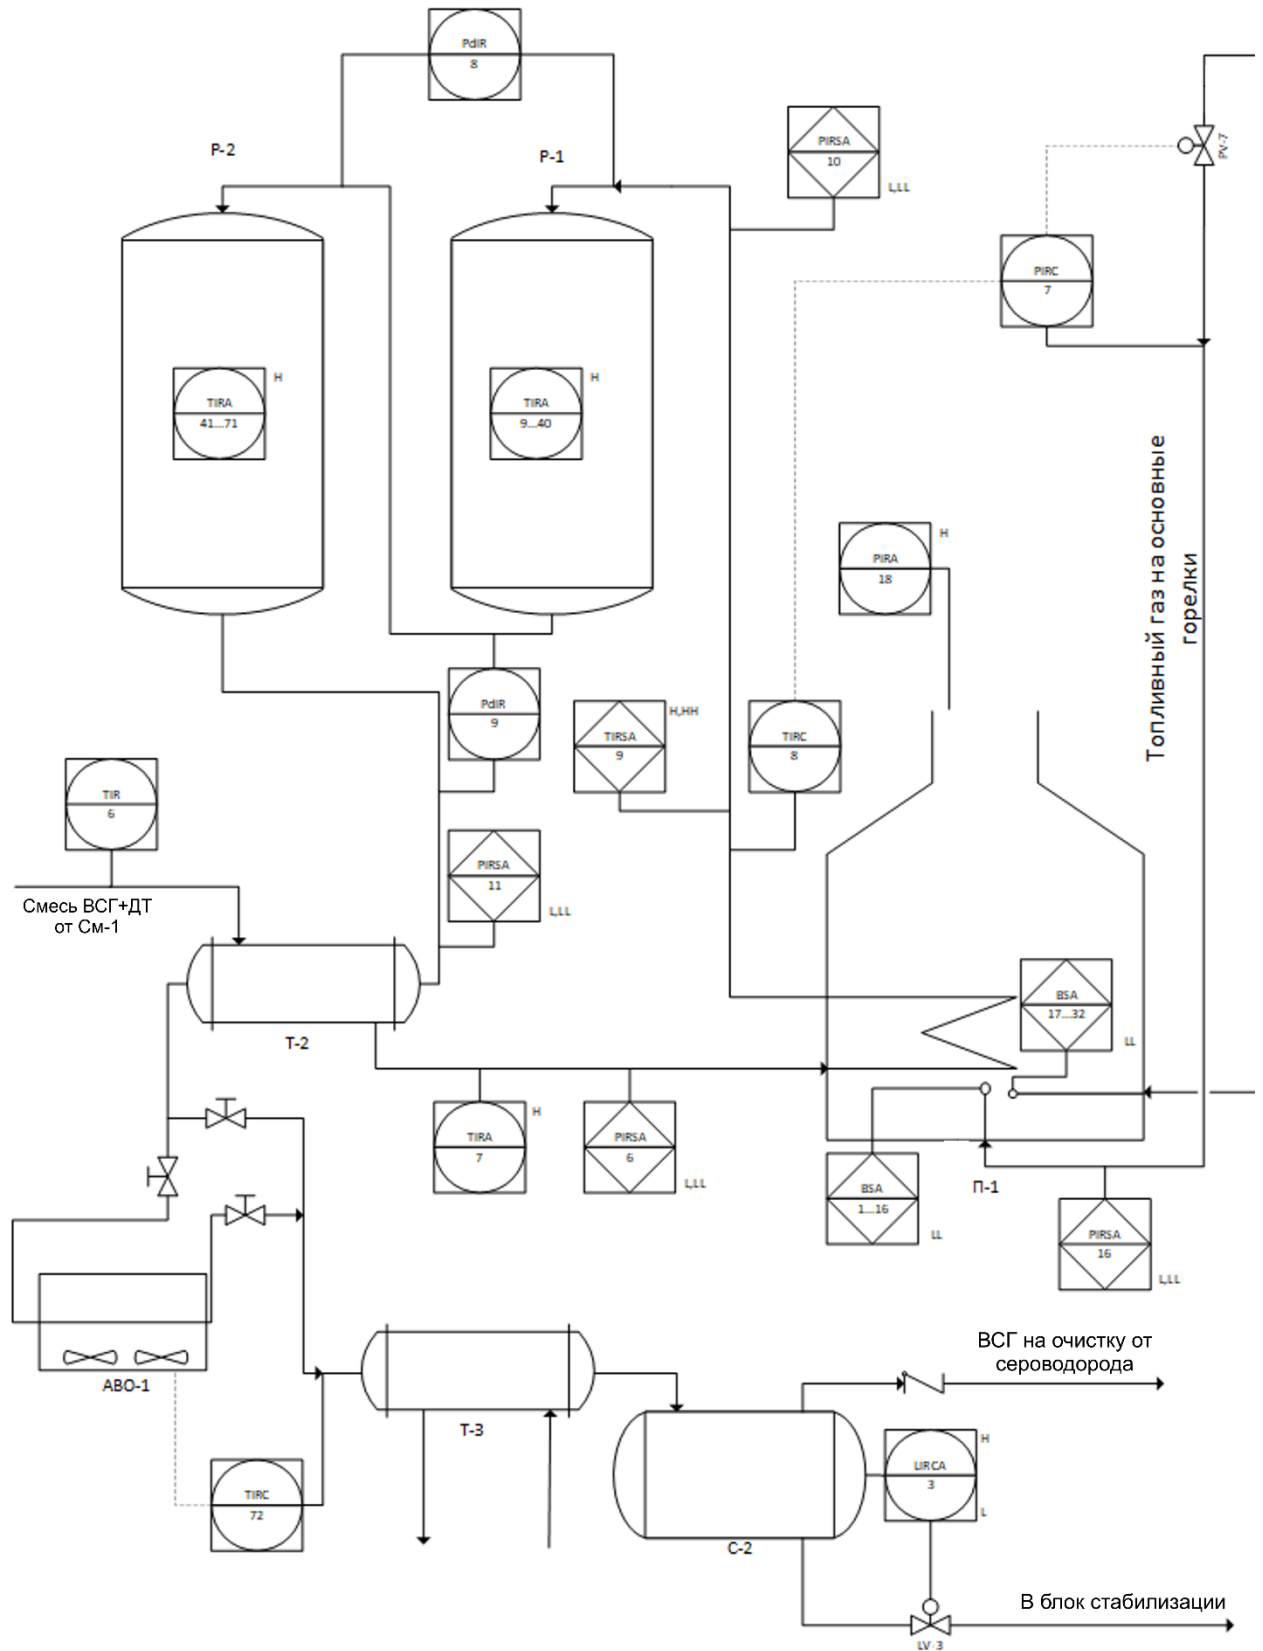 PdIR
8
P-2
P-1
PIRSA
10
L,LL
PV-7
PIRC
7
TIRA
41...71
H
TIRA
9...40
H
Топливный газ на основные
горелки
PIRA
18
H
PdIR
9
TIRSA
9
H,HH
TIRC
8
TIR
6
PIRSA
11
L,LL
Смесь ВСГ+ДТ
от См-1
Т-2
BSA
17...32
LL
TIRA
7
H
PIRSA
6
L,LL
BSA
1...16
LL
П-1
PIRSA
16
L,LL
АВО-1
ВСГ на очистку от
сероводорода
Т-3
LIRCA
3
H
L
TIRC
72
С-2
В блок стабилизации
LV-3